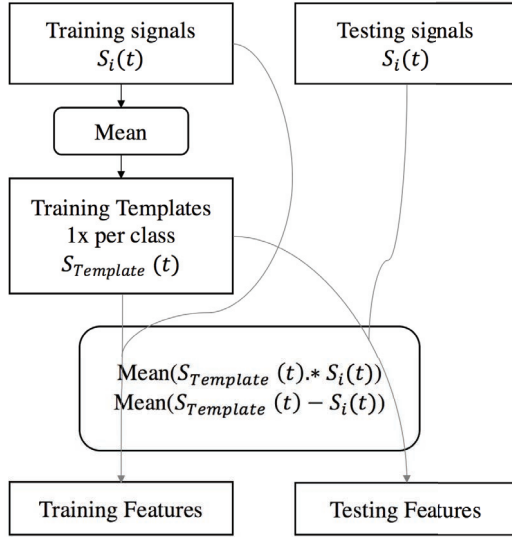 Training signals
S_i(t)
Testing signals
S_i(t)
Mean
Training Templates
1x per class
S_Template (t)
Mean(S_Template (t).* S_i(t))
Mean(S_Template (t) − S_i(t))
Training Features
Testing Features